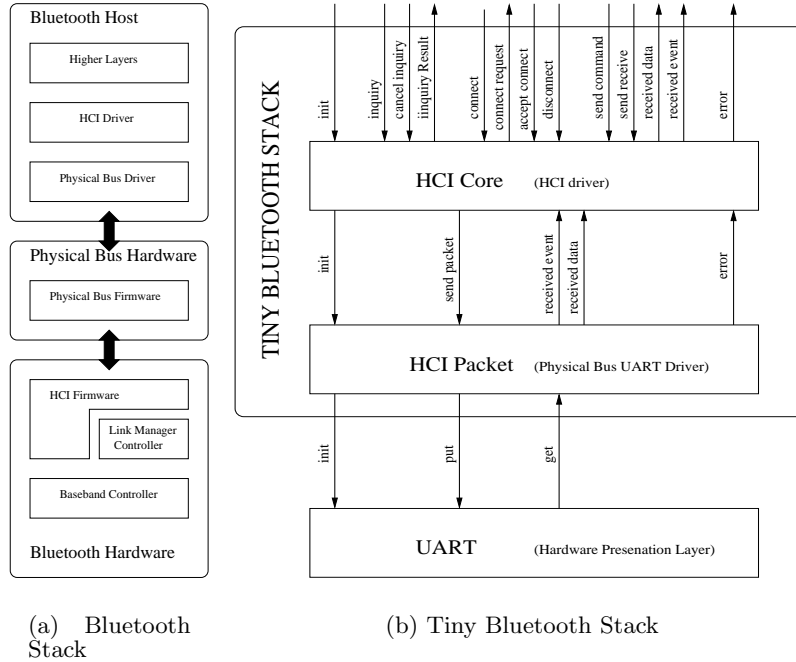 Bluetooth Host
Higher Layers
HCI Driver
Physical Bus Driver
Physical Bus Hardware
Physical Bus Firmware
HCI Firmware
Link Manager
Controller
Baseband Controller
Bluetooth Hardware
(a) Bluetooth
Stack
TINY BLUETOOTH STACK
init
inquiry
cancel inquiry
iinquiry Result
connect
connect request
accept connect
disconnect
send command
send receive
received data
received event
error
HCI Core (HCI driver)
init
send packet
received event
received data
error
HCI Packet (Physical Bus UART Driver)
init
put
get
UART (Hardware Presenation Layer)
(b) Tiny Bluetooth Stack